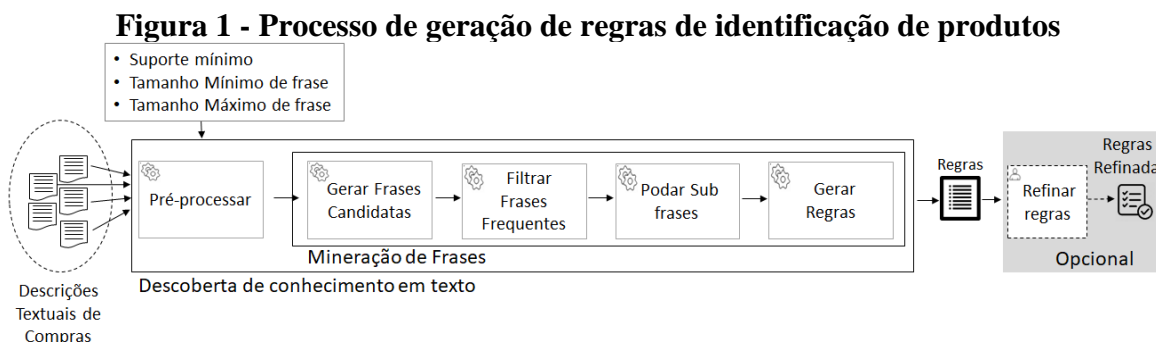 Figura 1 - Processo de geração de regras de identificação de produtos
• Suporte mínimo
• Tamanho Mínimo de frase
• Tamanho Máximo de frase
Pré-processar
Gerar Frases
Candidatas
Filtrar
Frases
Frequentes
Podar Sub
frases
Gerar
Regras
Mineração de Frases
Descoberta de conhecimento em texto
Descrições
Textuais de
Compras
Regras
Refinar
regras
Regras
Refinada
Opcional